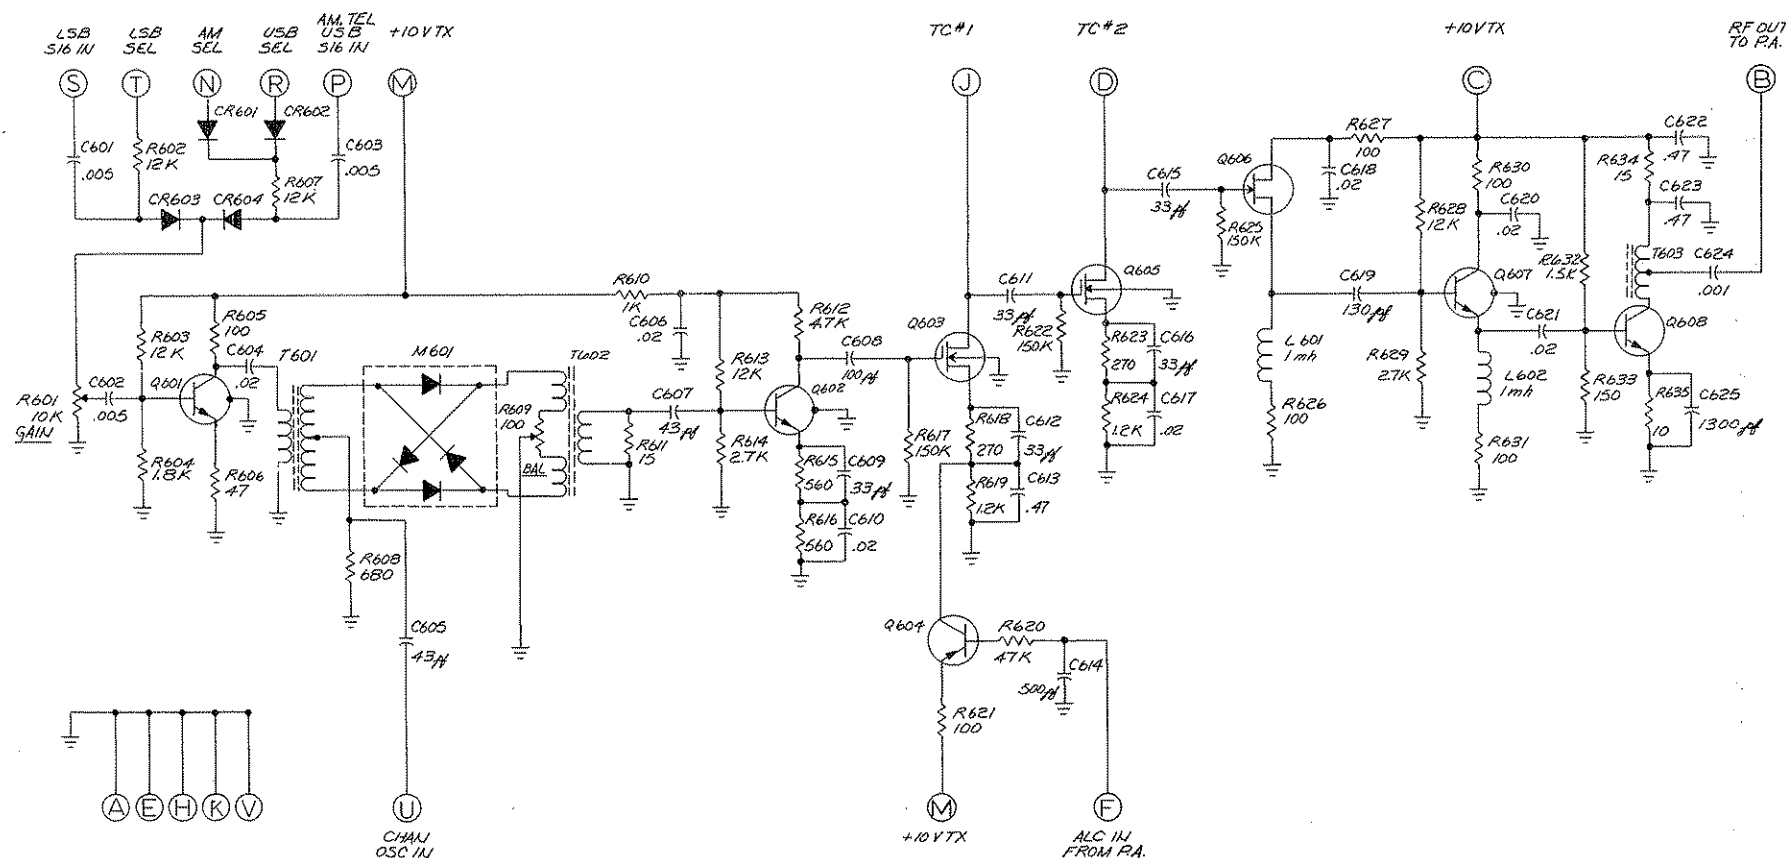 LSB
SIG IN
LSB
SEL
AM
SEL
USB
SEL
AM, TEL
USB
SIG IN
+10VTX
TC#1
TC#2
+10VTX
RF OUT
TO P.A.
S
T
N
R
P
M
J
D
C
B
CR601
CR602
C601
.005
R602
12K
C603
.005
R607
12K
CR603
CR604
R601
10K
GAIN
C602
.005
R603
12K
R604
1.8K
R605
100
C604
.02
Q601
R606
47
T601
M601
R608
680
C605
43pf
T602
R609
100
BAL
R611
15
R610
1K
C606
.02
C607
43pf
R613
12K
R614
2.7K
R612
4.7K
Q602
C608
100pf
R615
560
C609
33pf
R616
560
C610
.02
R617
150K
Q603
C611
33pf
R618
270
C612
33pf
R619
1.2K
C613
.47
R622
150K
Q605
R623
270
C616
33pf
R624
1.2K
C617
.02
Q604
R620
47K
C614
500pf
R621
100
C615
33pf
R625
150K
Q606
R627
100
C618
.02
L601
1mh
R626
100
C619
130pf
R628
12K
R629
2.7K
R630
100
C620
.02
Q607
L602
1mh
R631
100
C621
.02
R632
1.5K
R633
150
R634
15
C622
.47
C623
.47
T603
C624
.001
Q608
R635
10
C625
1300pf
A
E
H
K
V
U
CHAN
OSC IN
M
+10VTX
F
ALC IN
FROM P.A.